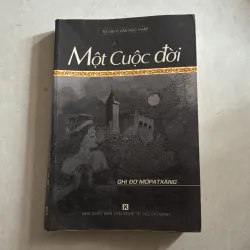 TỦ SÁCH VĂN HỌC PHÁP
Một Cuộc đời
GHI ĐƠ MÔPATXĂNG
NHÀ XUẤT BẢN VĂN NGHỆ TP. HỒ CHÍ MINH